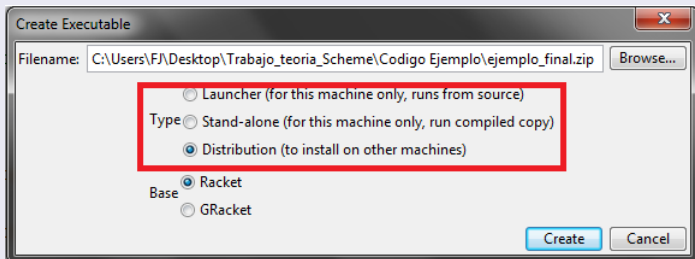 Create Executable
Filename: C:\Users\FJ\Desktop\Trabajo_teoria_Scheme\Codigo Ejemplo\ejemplo_final.zip Browse...
Launcher (for this machine only, runs from source)
Type Stand-alone (for this machine only, run compiled copy)
Distribution (to install on other machines)
Racket
Base
GRacket
Create Cancel